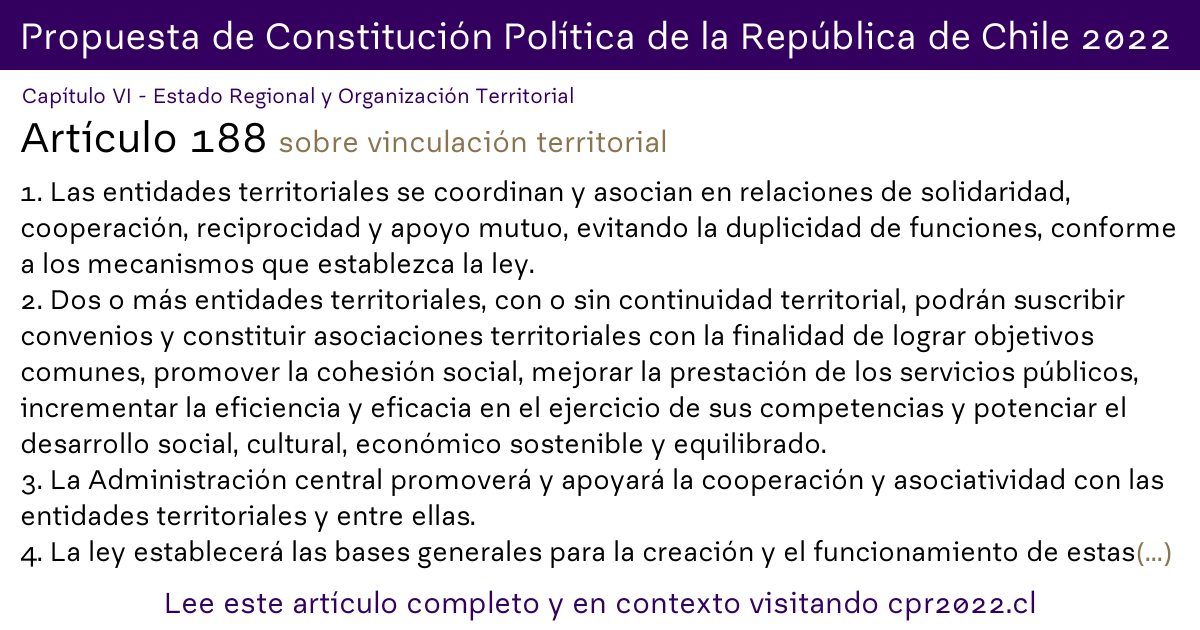 Propuesta de Constitución Política de la República de Chile 2022
Capítulo VI - Estado Regional y Organización Territorial
Artículo 188 sobre vinculación territorial
1. Las entidades territoriales se coordinan y asocian en relaciones de solidaridad,
cooperación, reciprocidad y apoyo mutuo, evitando la duplicidad de funciones, conforme
a los mecanismos que establezca la ley.
2. Dos o más entidades territoriales, con o sin continuidad territorial, podrán suscribir
convenios y constituir asociaciones territoriales con la finalidad de lograr objetivos
comunes, promover la cohesión social, mejorar la prestación de los servicios públicos,
incrementar la eficiencia y eficacia en el ejercicio de sus competencias y potenciar el
desarrollo social, cultural, económico sostenible y equilibrado.
3. La Administración central promoverá y apoyará la cooperación y asociatividad con las
entidades territoriales y entre ellas.
4. La ley establecerá las bases generales para la creación y el funcionamiento de estas(...)
Lee este artículo completo y en contexto visitando cpr2022.cl